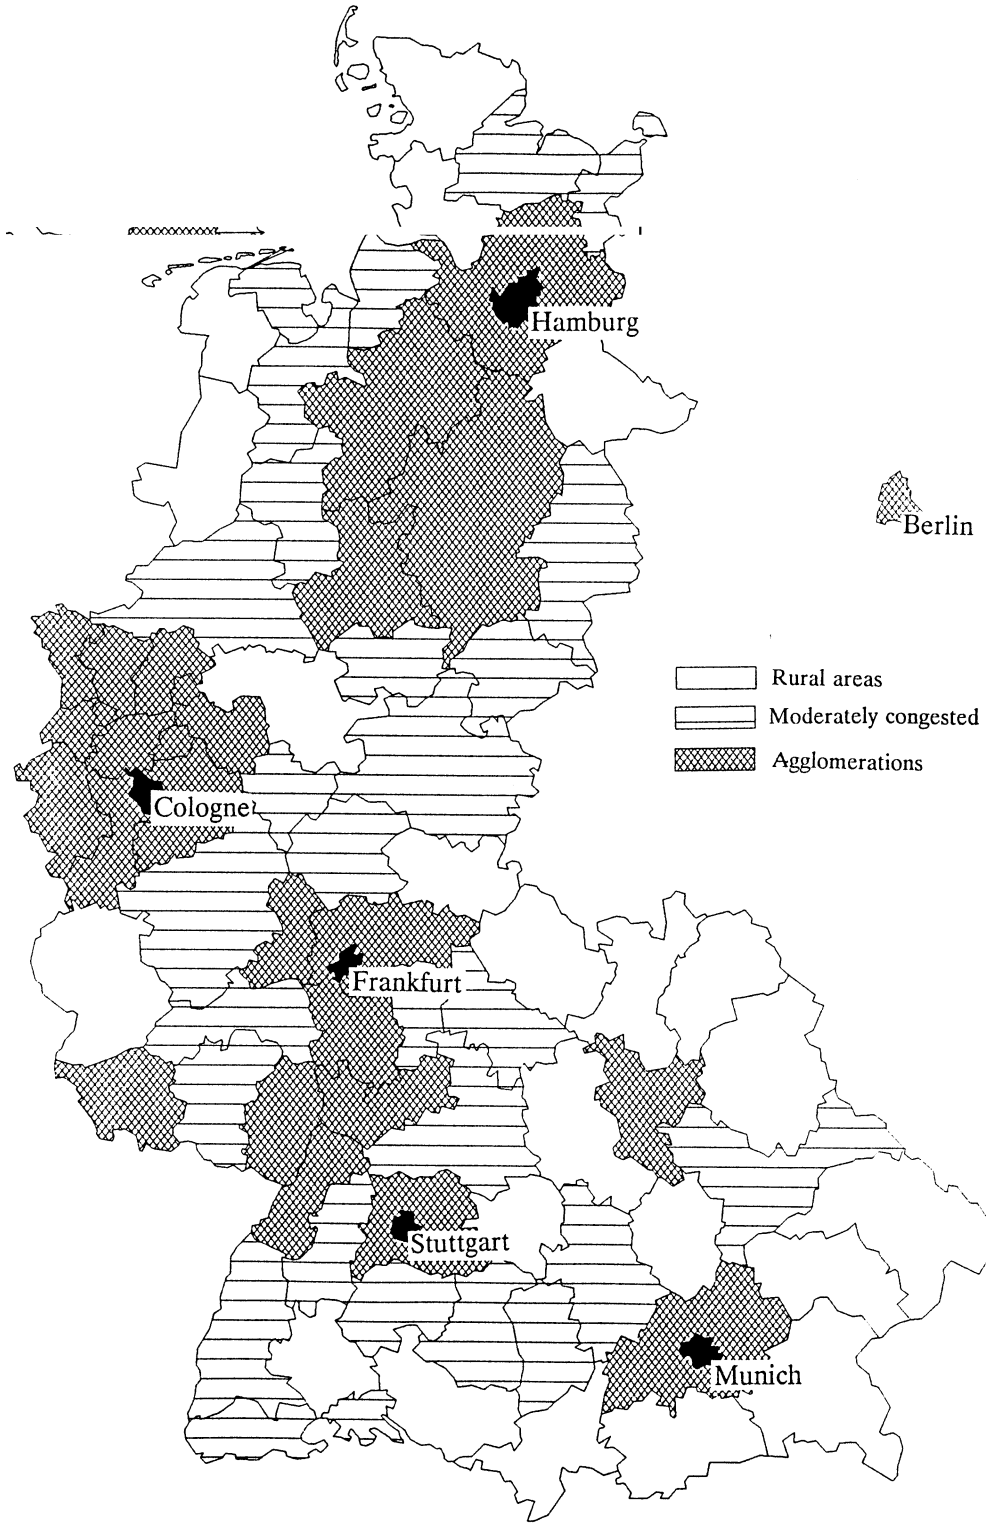 Hamburg
Berlin
Rural areas
Moderately congested
Agglomerations
Cologne
Frankfurt
Stuttgart
Munich